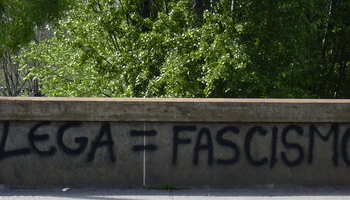 LEGA = FASCISMO